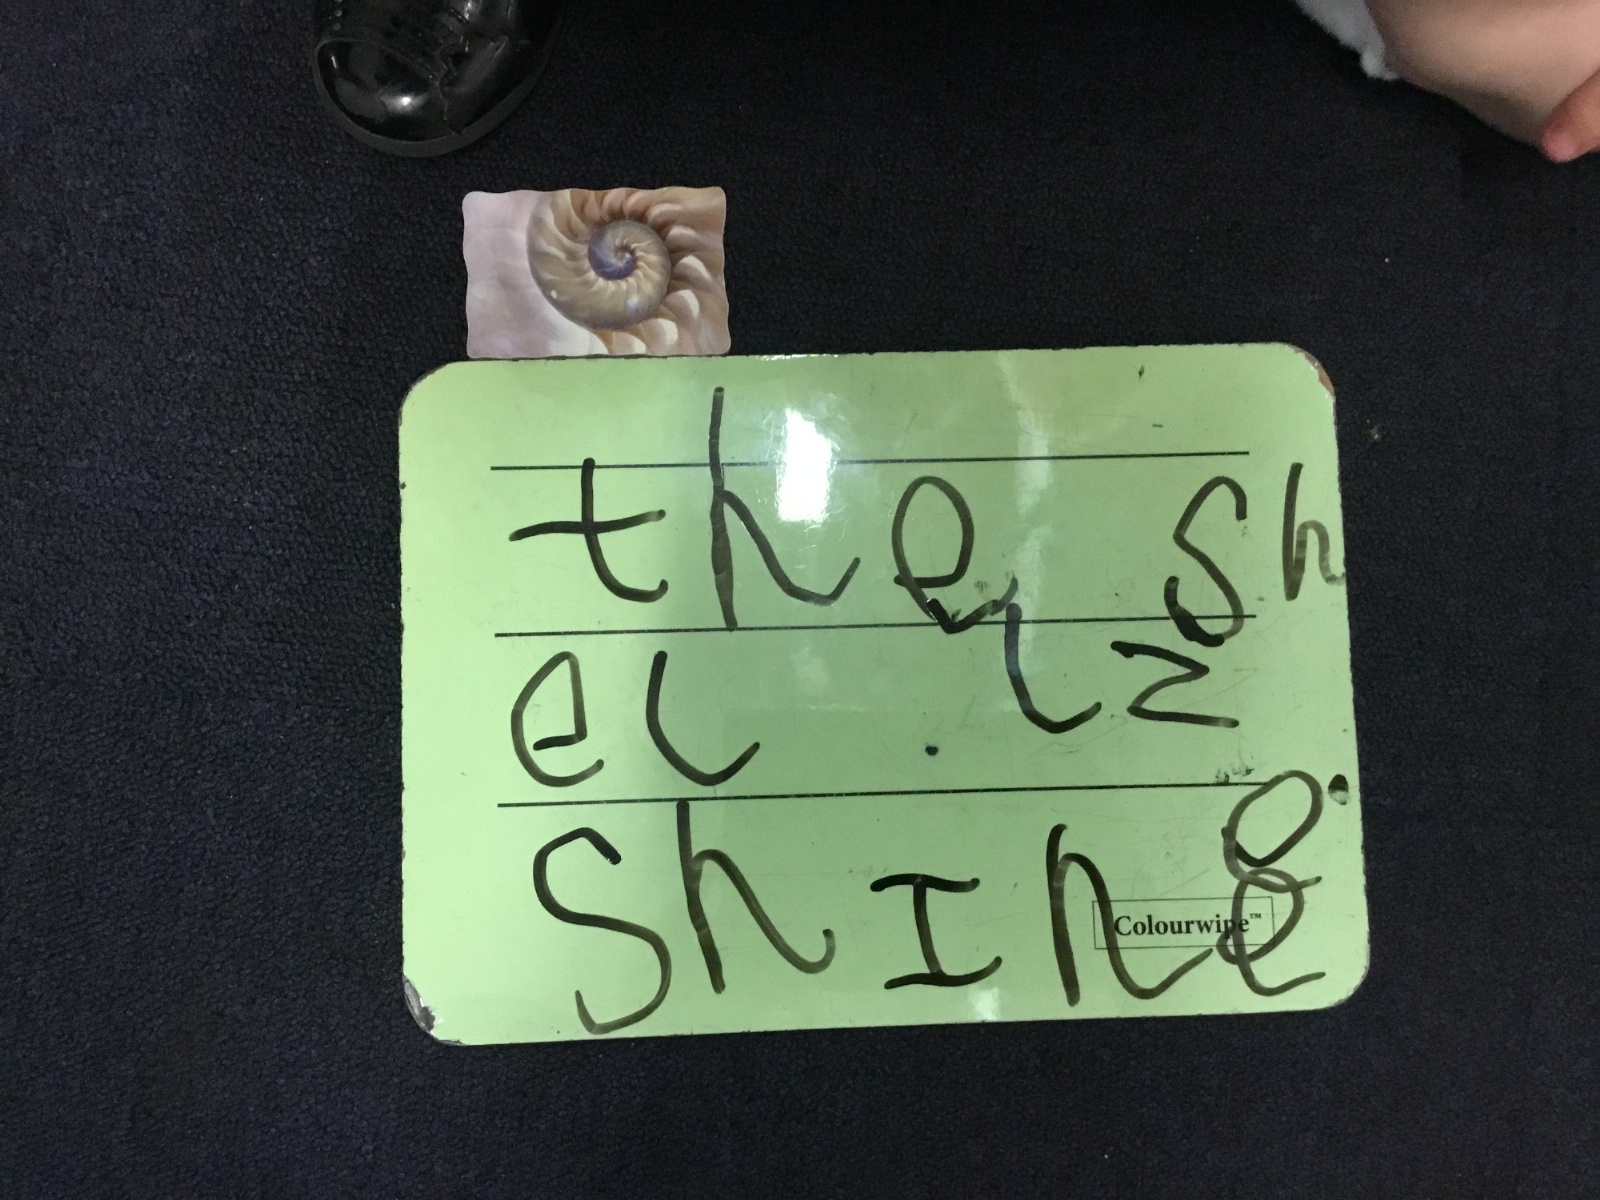 the sh
el iz
shine
Colourwipe™